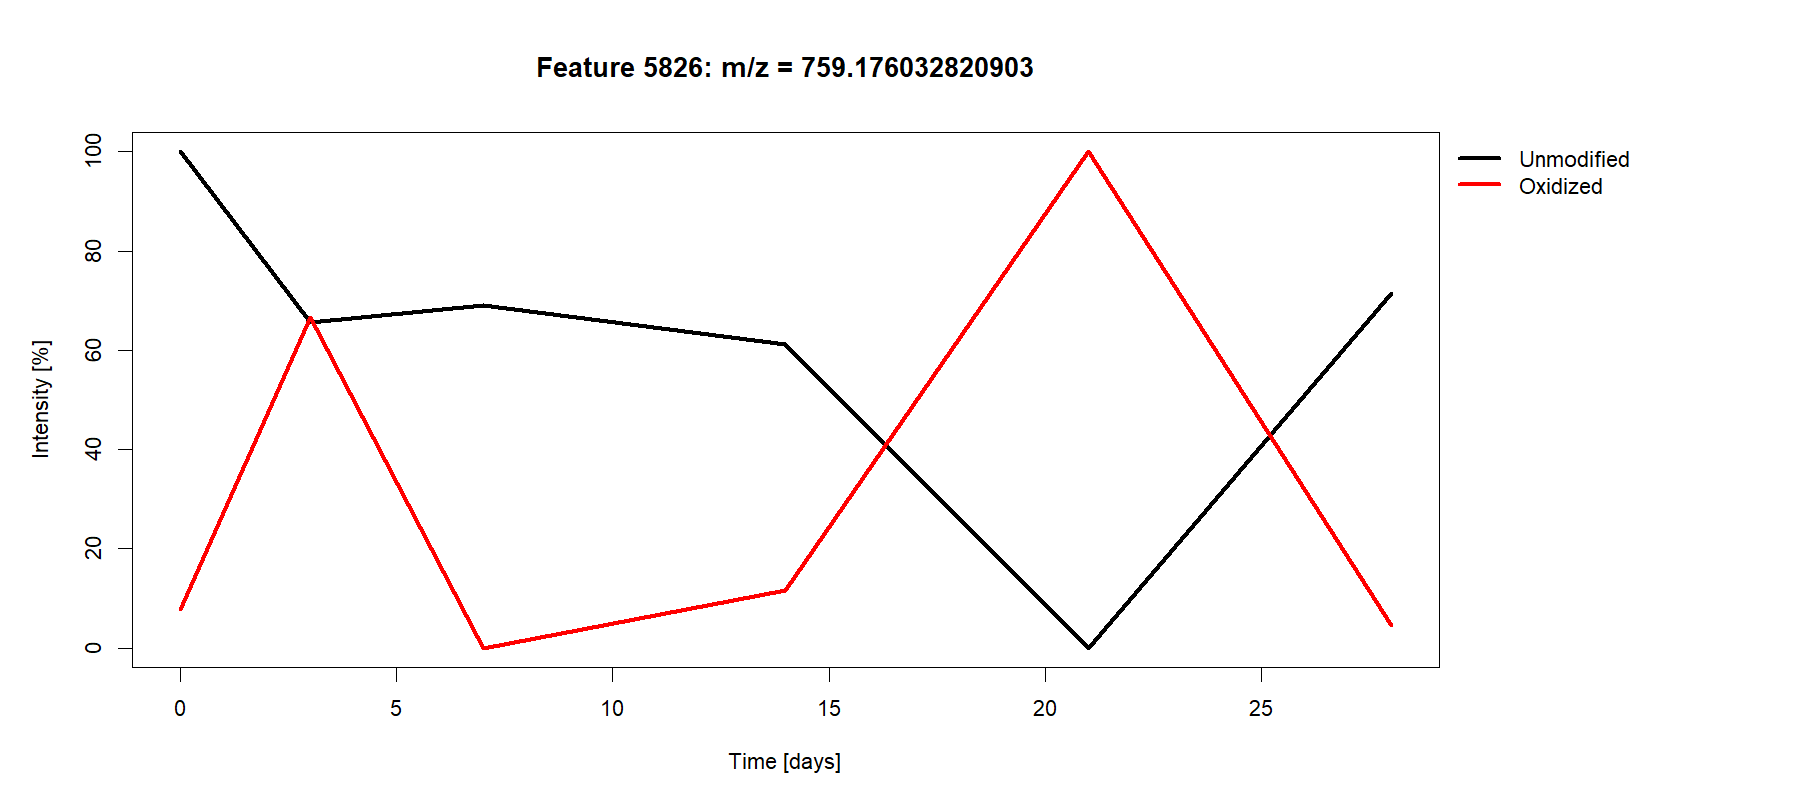 Feature 5826: m/z = 759.176032820903
Unmodified
Oxidized
Intensity [%]
100
80
60
40
20
0
0 5 10 15 20 25
Time [days]